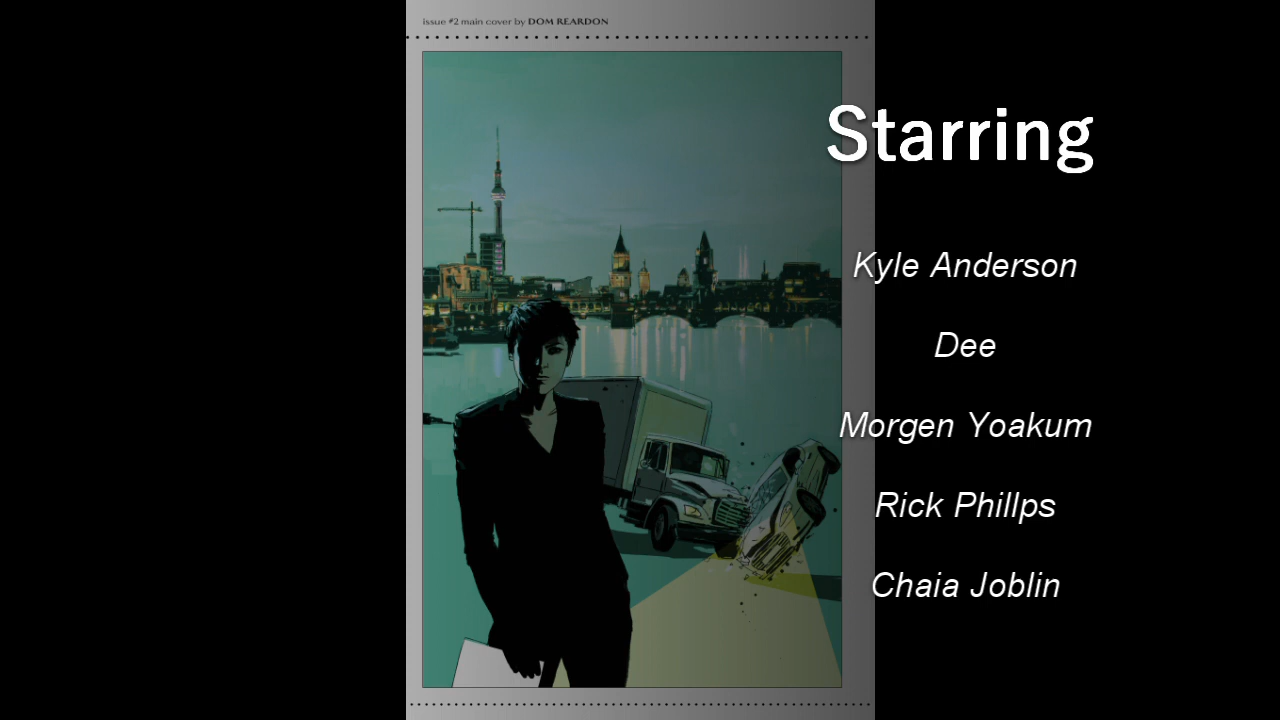 issue #2 main cover by DOM REARDON
Starring
Kyle Anderson
Dee
Morgen Yoakum
Rick Phillps
Chaia Joblin